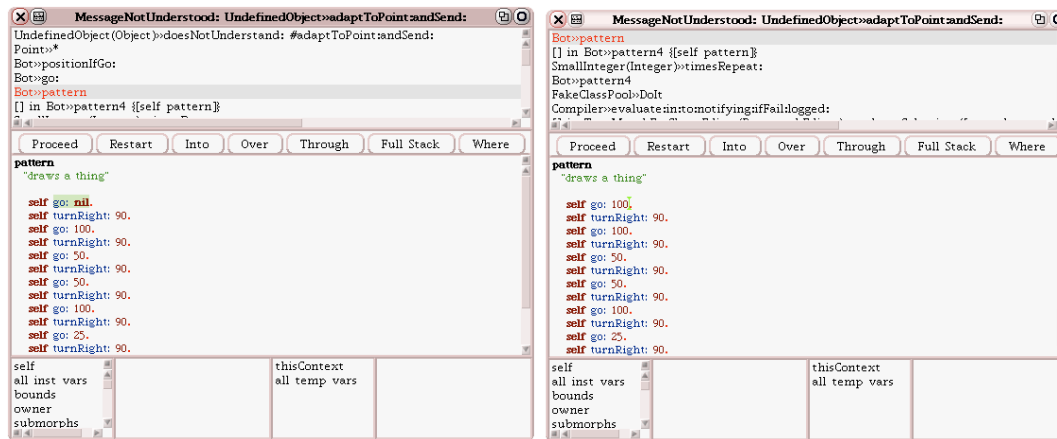 MessageNotUnderstood: UndefinedObject»adaptToPoint:andSend:
UndefinedObject(Object)»doesNotUnderstand: #adaptToPoint:andSend:
Point»*
Bot»positionIfGo:
Bot»go:
Bot»pattern
[] in Bot»pattern4 {[self pattern]}
Proceed Restart Into Over Through Full Stack Where
pattern
"draws a thing"
self go: nil.
self turnRight: 90.
self go: 100.
self turnRight: 90.
self go: 50.
self turnRight: 90.
self go: 50.
self turnRight: 90.
self go: 100.
self turnRight: 90.
self go: 25.
self turnRight: 90.
self
all inst vars
bounds
owner
submorphs
thisContext
all temp vars
MessageNotUnderstood: UndefinedObject»adaptToPoint:andSend:
Bot»pattern
[] in Bot»pattern4 {[self pattern]}
SmallInteger(Integer)»timesRepeat:
Bot»pattern4
FakeClassPool»DoIt
Compiler»evaluate:in:to:notifying:ifFail:logged:
Proceed Restart Into Over Through Full Stack Where
pattern
"draws a thing"
self go: 100.
self turnRight: 90.
self go: 100.
self turnRight: 90.
self go: 50.
self turnRight: 90.
self go: 50.
self turnRight: 90.
self go: 100.
self turnRight: 90.
self go: 25.
self turnRight: 90.
self
all inst vars
bounds
owner
submorphs
thisContext
all temp vars